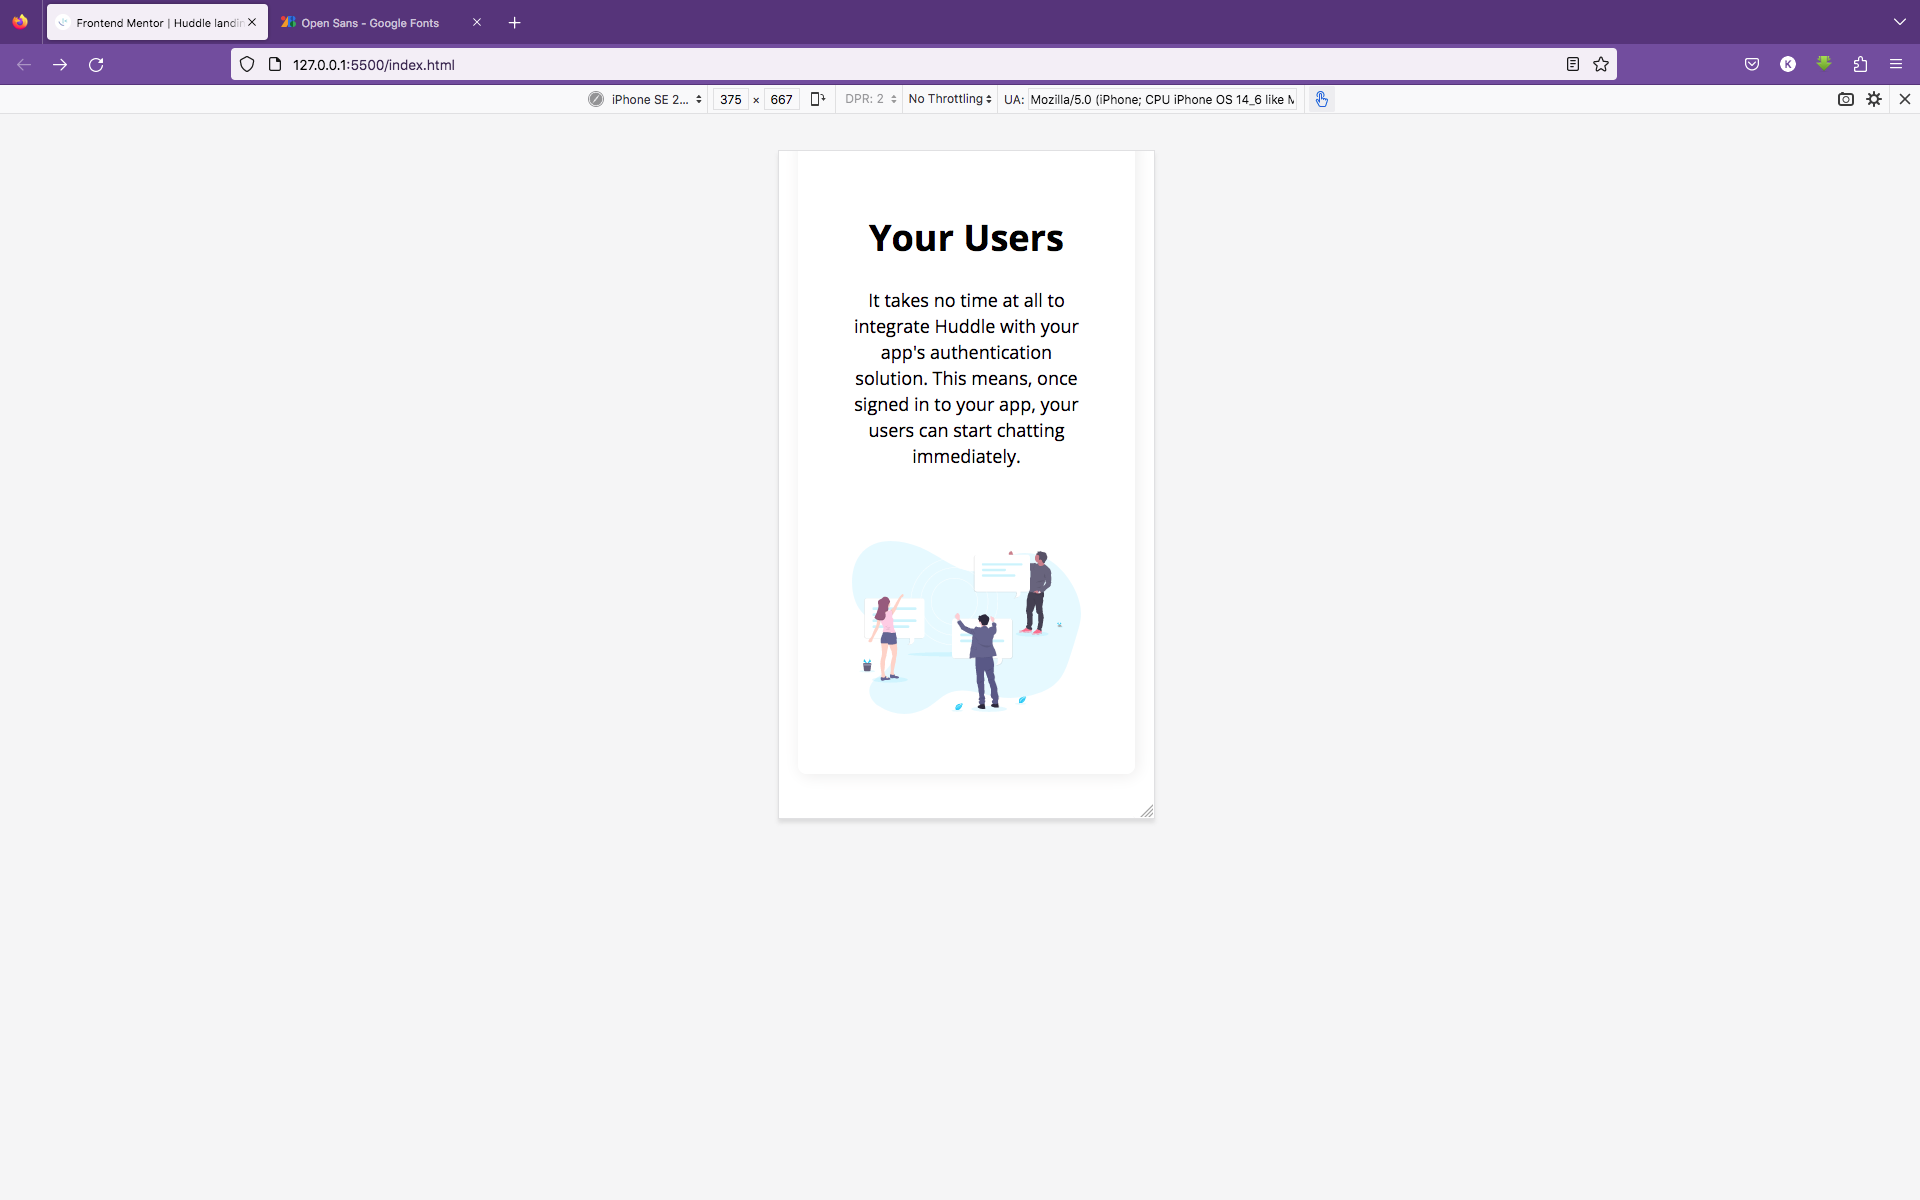 Frontend Mentor | Huddle landin
Open Sans - Google Fonts
127.0.0.1:5500/index.html
iPhone SE 2... 375 × 667 DPR: 2 No Throttling UA: Mozilla/5.0 (iPhone; CPU iPhone OS 14_6 like M
K
Your Users
It takes no time at all to
integrate Huddle with your
app's authentication
solution. This means, once
signed in to your app, your
users can start chatting
immediately.